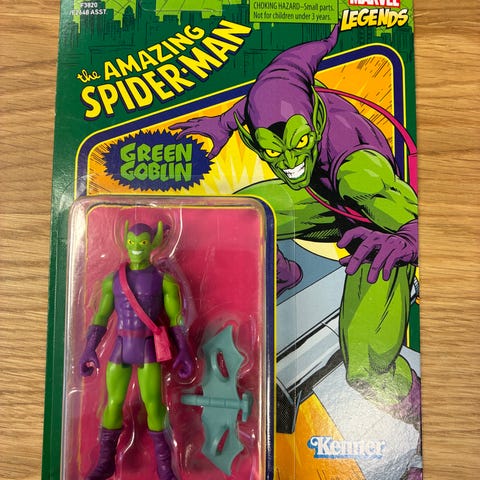 F3820
/E2648 ASST.
CHOKING HAZARD–Small parts.
Not for children under 3 years.
MARVEL
LEGENDS
the AMAZING
SPIDER-MAN
GREEN
GOBLIN
Kenner